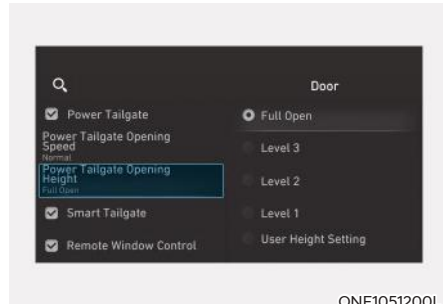 Door
Power Tailgate
Power Tailgate Opening
Speed
Normal
Power Tailgate Opening
Height
Full Open
Smart Tailgate
Remote Window Control
Full Open
Level 3
Level 2
Level 1
User Height Setting
ONE1051200L